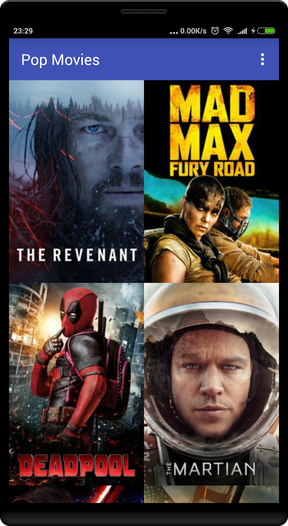 23:29
... 0.00K/s
Pop Movies
THE REVENANT
MAD
MAX
FURY ROAD
DEADPOOL
THE MARTIAN